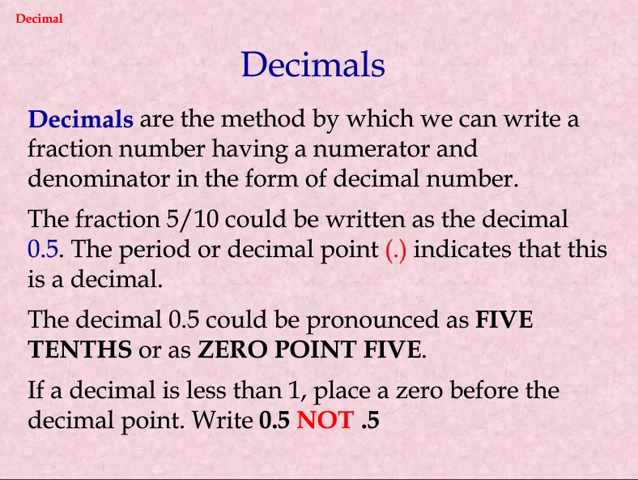 Decimal
Decimals
Decimals are the method by which we can write a
fraction number having a numerator and
denominator in the form of decimal number.
The fraction 5/10 could be written as the decimal
0.5. The period or decimal point (.) indicates that this
is a decimal.
The decimal 0.5 could be pronounced as FIVE
TENTHS or as ZERO POINT FIVE.
If a decimal is less than 1, place a zero before the
decimal point. Write 0.5 NOT .5